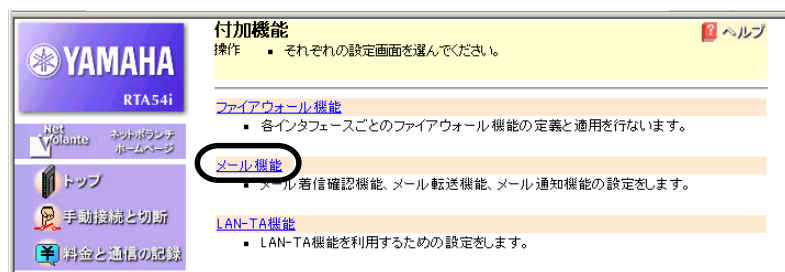 付加機能
操作 ▪ それぞれの設定画面を選んでください。
ヘルプ
YAMAHA
RTA54i
Net Volante ネットボランチ ホームページ
トップ
手動接続と切断
料金と通信の記録
ファイアウォール機能
▪ 各インタフェースごとのファイアウォール機能の定義と適用を行ないます。
メール機能
▪ メール着信確認機能、メール転送機能、メール通知機能の設定をします。
LAN-TA機能
▪ LAN-TA機能を利用するための設定をします。